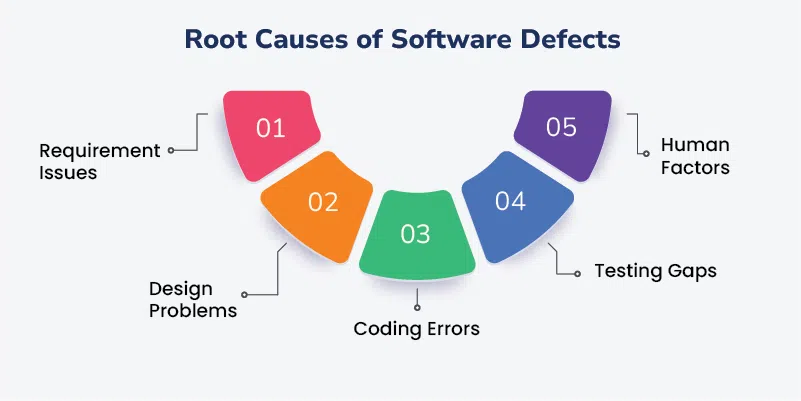 Root Causes of Software Defects
01
Requirement
Issues
02
Design
Problems
03
Coding Errors
04
Testing Gaps
05
Human
Factors